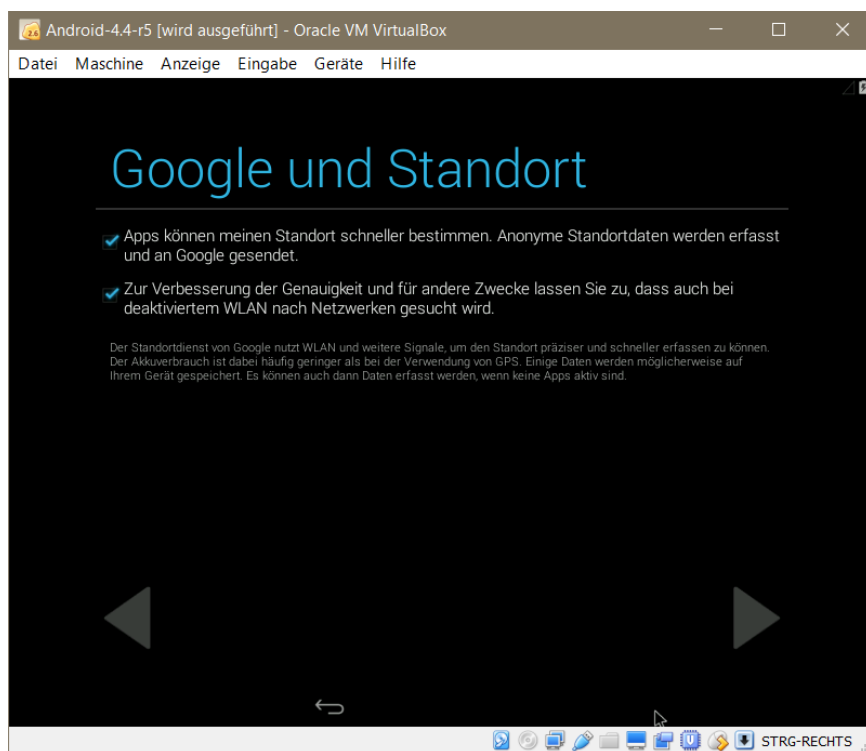 Android-4.4-r5 [wird ausgeführt] - Oracle VM VirtualBox
Datei Maschine Anzeige Eingabe Geräte Hilfe
Google und Standort
Apps können meinen Standort schneller bestimmen. Anonyme Standortdaten werden erfasst
und an Google gesendet.
Zur Verbesserung der Genauigkeit und für andere Zwecke lassen Sie zu, dass auch bei
deaktiviertem WLAN nach Netzwerken gesucht wird.
Der Standortdienst von Google nutzt WLAN und weitere Signale, um den Standort präziser und schneller erfassen zu können.
Der Akkuverbrauch ist dabei häufig geringer als bei der Verwendung von GPS. Einige Daten werden möglicherweise auf
Ihrem Gerät gespeichert. Es können auch dann Daten erfasst werden, wenn keine Apps aktiv sind.
STRG-RECHTS